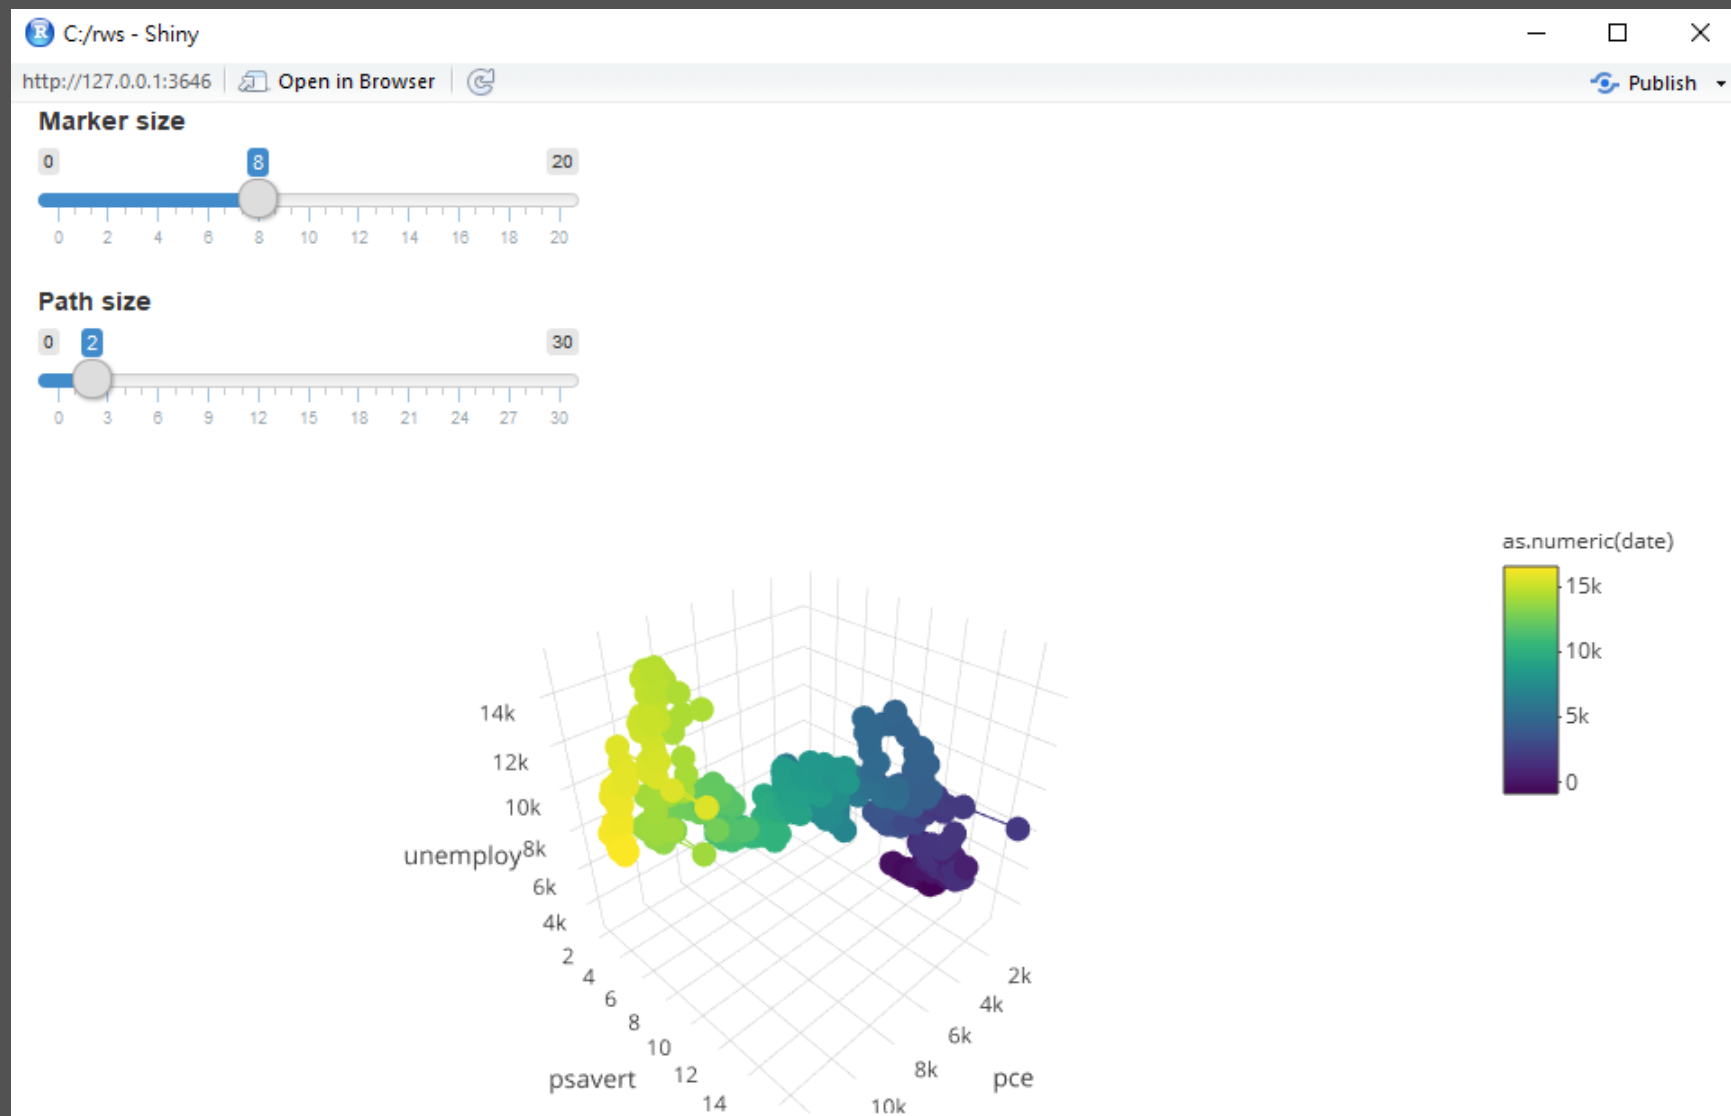 R C:/rws - Shiny
http://127.0.0.1:3646 Open in Browser Publish
Marker size
0 8 20
0 2 4 6 8 10 12 14 16 18 20
Path size
0 2 30
0 3 6 9 12 15 18 21 24 27 30
as.numeric(date)
15k
10k
5k
0
14k
12k
10k
unemploy 8k
6k
4k
2
4
6
8
10
12
14
psavert
2k
4k
6k
8k
10k
pce